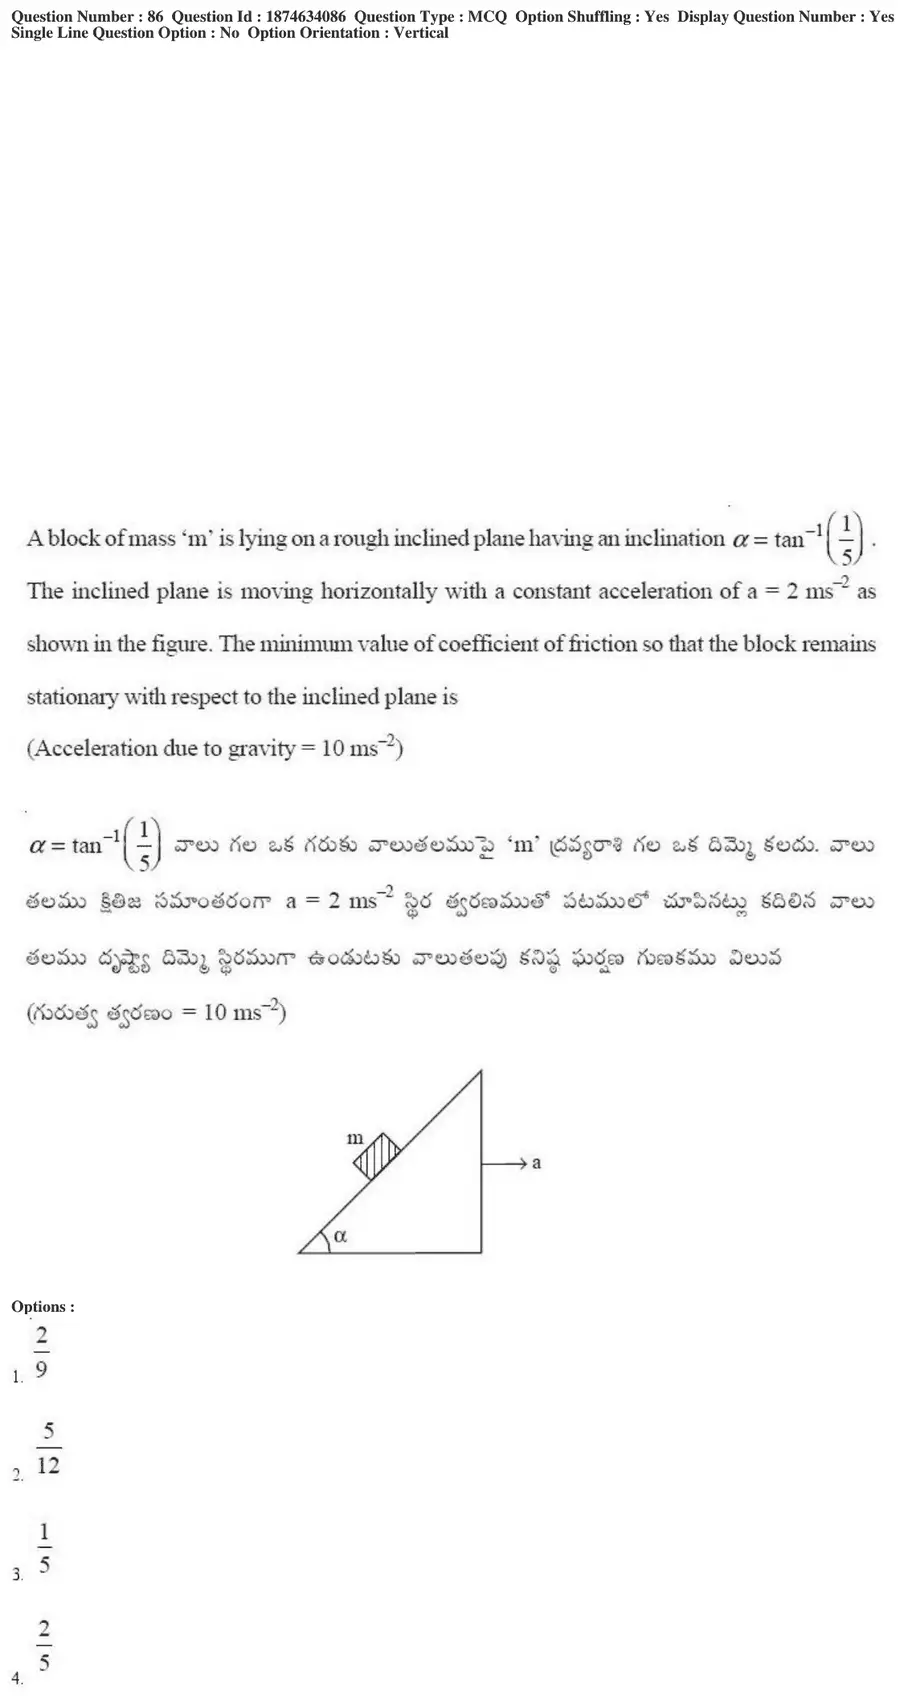 Question Number : 86 Question Id : 1874634086 Question Type : MCQ Option Shuffling : Yes Display Question Number : Yes
Single Line Question Option : No Option Orientation : Vertical
A block of mass ‘m’ is lying on a rough inclined plane having an inclination α = tan⁻¹(1/5).
The inclined plane is moving horizontally with a constant acceleration of a = 2 ms⁻² as
shown in the figure. The minimum value of coefficient of friction so that the block remains
stationary with respect to the inclined plane is
(Acceleration due to gravity = 10 ms⁻²)
α = tan⁻¹(1/5) వాలు గల ఒక గరుకు వాలుతలముపై ‘m’ ద్రవ్యరాశి గల ఒక దిమ్మె కలదు. వాలు
తలము క్షితిజ సమాంతరంగా a = 2 ms⁻² స్థిర త్వరణముతో పటములో చూపినట్లు కదిలిన వాలు
తలము దృష్ట్యా దిమ్మె స్థిరముగా ఉండుటకు వాలుతలపు కనిష్ఠ ఘర్షణ గుణకము విలువ
(గురుత్వ త్వరణం = 10 ms⁻²)
m
a
α
Options :
1. 2/9
2. 5/12
3. 1/5
4. 2/5